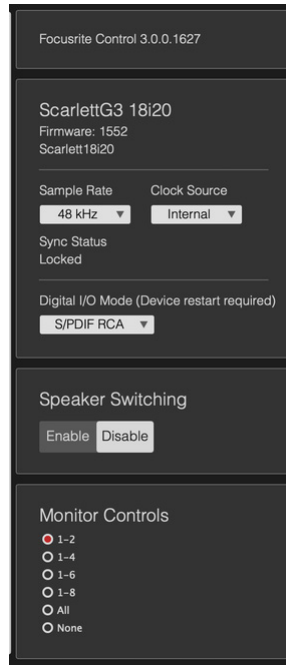 Focusrite Control 3.0.0.1627
ScarlettG3 18i20
Firmware: 1552
Scarlett18i20
Sample Rate Clock Source
48 kHz Internal
Sync Status
Locked
Digital I/O Mode (Device restart required)
S/PDIF RCA
Speaker Switching
Enable Disable
Monitor Controls
1-2
1-4
1-6
1-8
All
None